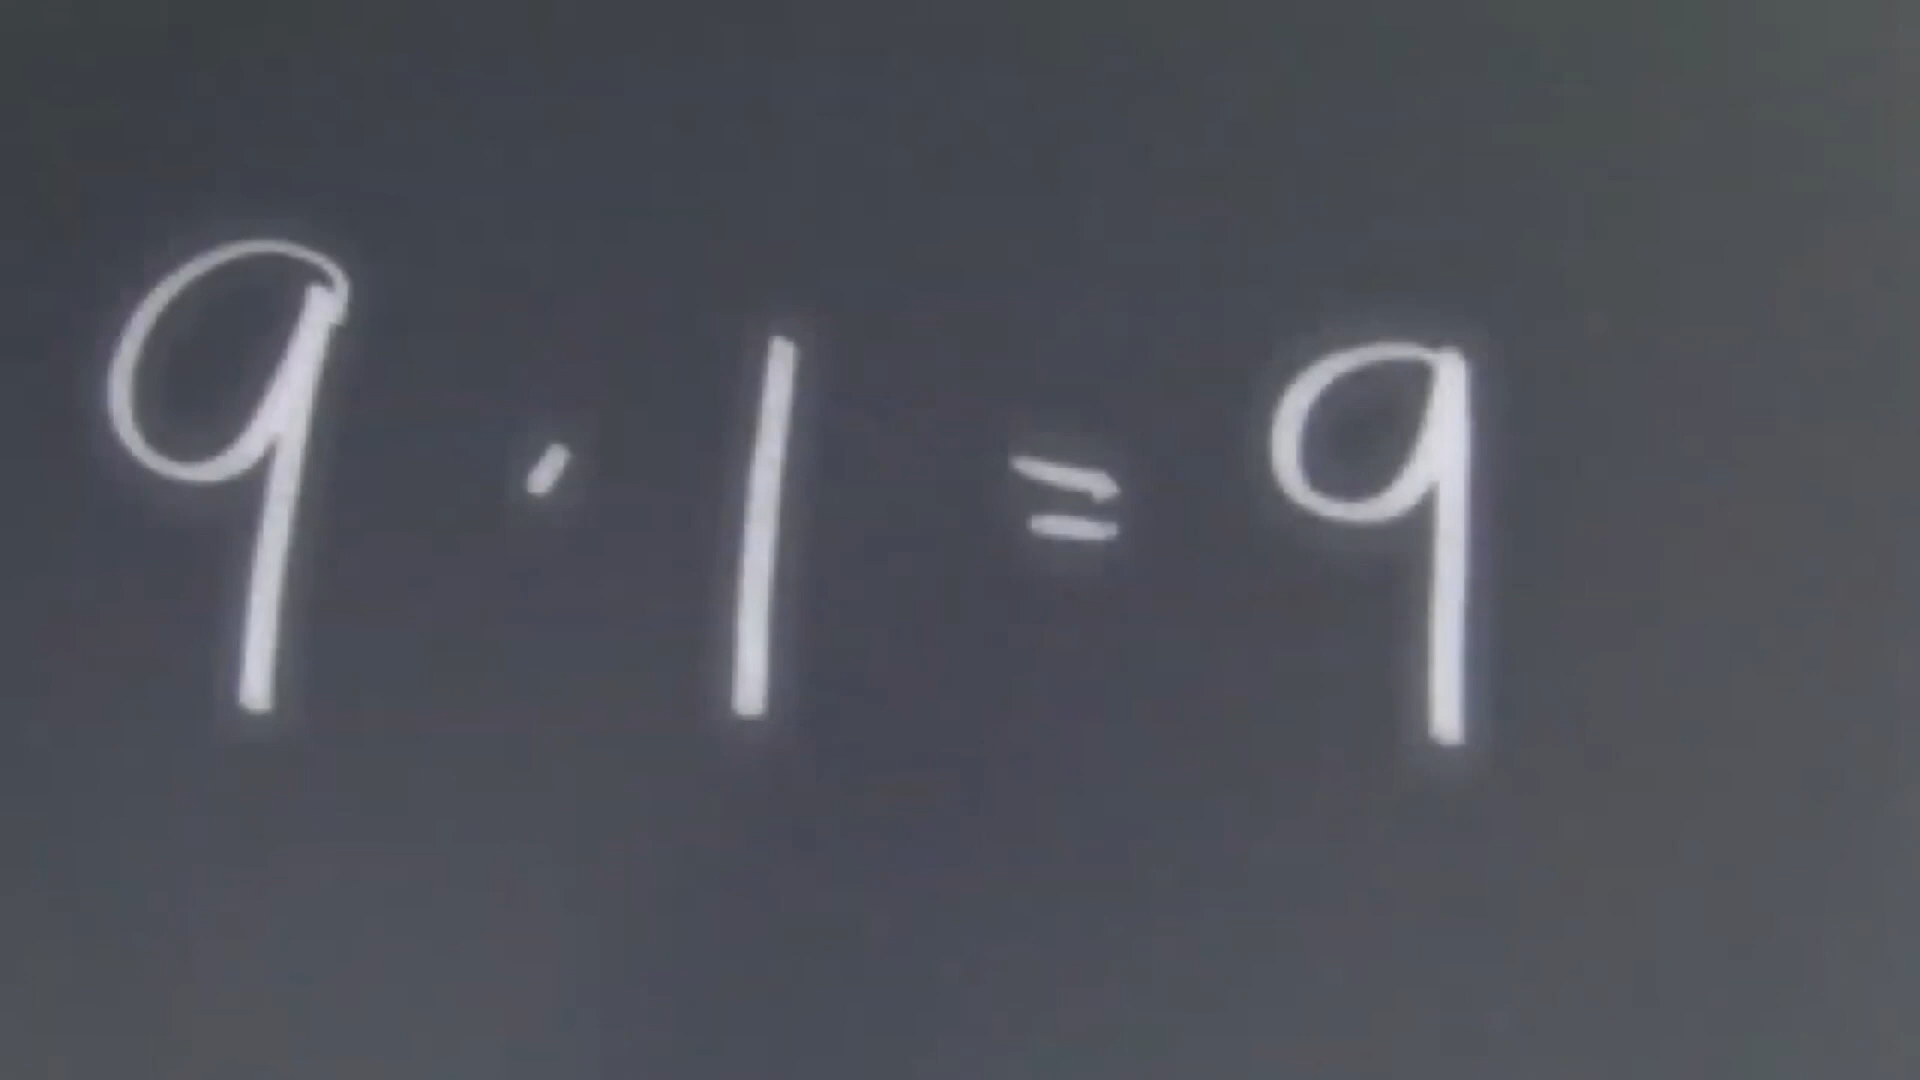 9 · 1 = 9